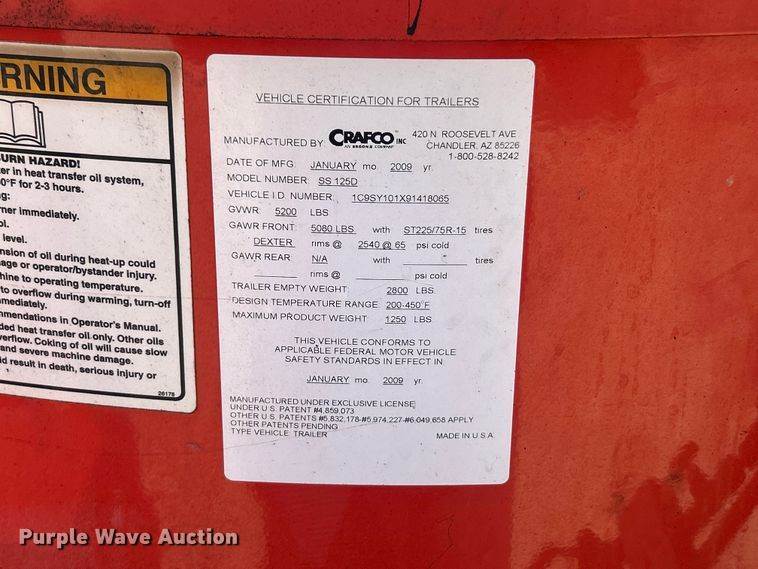 RNING
URN HAZARD!
er in heat transfer oil system,
0°F for 2-3 hours.
g:
rner immediately.
ol.
level.
nsion of oil during heat-up could
age or operator/bystander injury.
hine to operating temperature.
to overflow during warming, turn-off
mediately.
mmendations in Operator's Manual.
ded heat transfer oil only. Other oils
verflow. Coking of oil will cause slow
and severe machine damage.
d result in death, serious injury or
26178
VEHICLE CERTIFICATION FOR TRAILERS
MANUFACTURED BY CRAFCO INC 420 N ROOSEVELT AVE
AN ERGON COMPANY CHANDLER, AZ 85226
1-800-528-8242
DATE OF MFG. JANUARY mo. 2009 yr.
MODEL NUMBER: SS 125D
VEHICLE I.D. NUMBER 1C9SY101X91418065
GVWR: 5200 LBS
GAWR FRONT: 5080 LBS with ST225/75R-15 tires
DEXTER rims @ 2540 @ 65 psi cold
GAWR REAR: N/A with tires
rims @ psi cold
TRAILER EMPTY WEIGHT: 2800 LBS.
DESIGN TEMPERATURE RANGE 200-450°F
MAXIMUM PRODUCT WEIGHT: 1250 LBS
THIS VEHICLE CONFORMS TO
APPLICABLE FEDERAL MOTOR VEHICLE
SAFETY STANDARDS IN EFFECT IN
JANUARY mo. 2009 yr.
MANUFACTURED UNDER EXCLUSIVE LICENSE
UNDER U.S. PATENT #4,859,073
OTHER U.S. PATENTS #5,832,178-#5,974,227-#6,049,658 APPLY
OTHER PATENTS PENDING
TYPE VEHICLE: TRAILER MADE IN U.S.A.
Purple Wave Auction